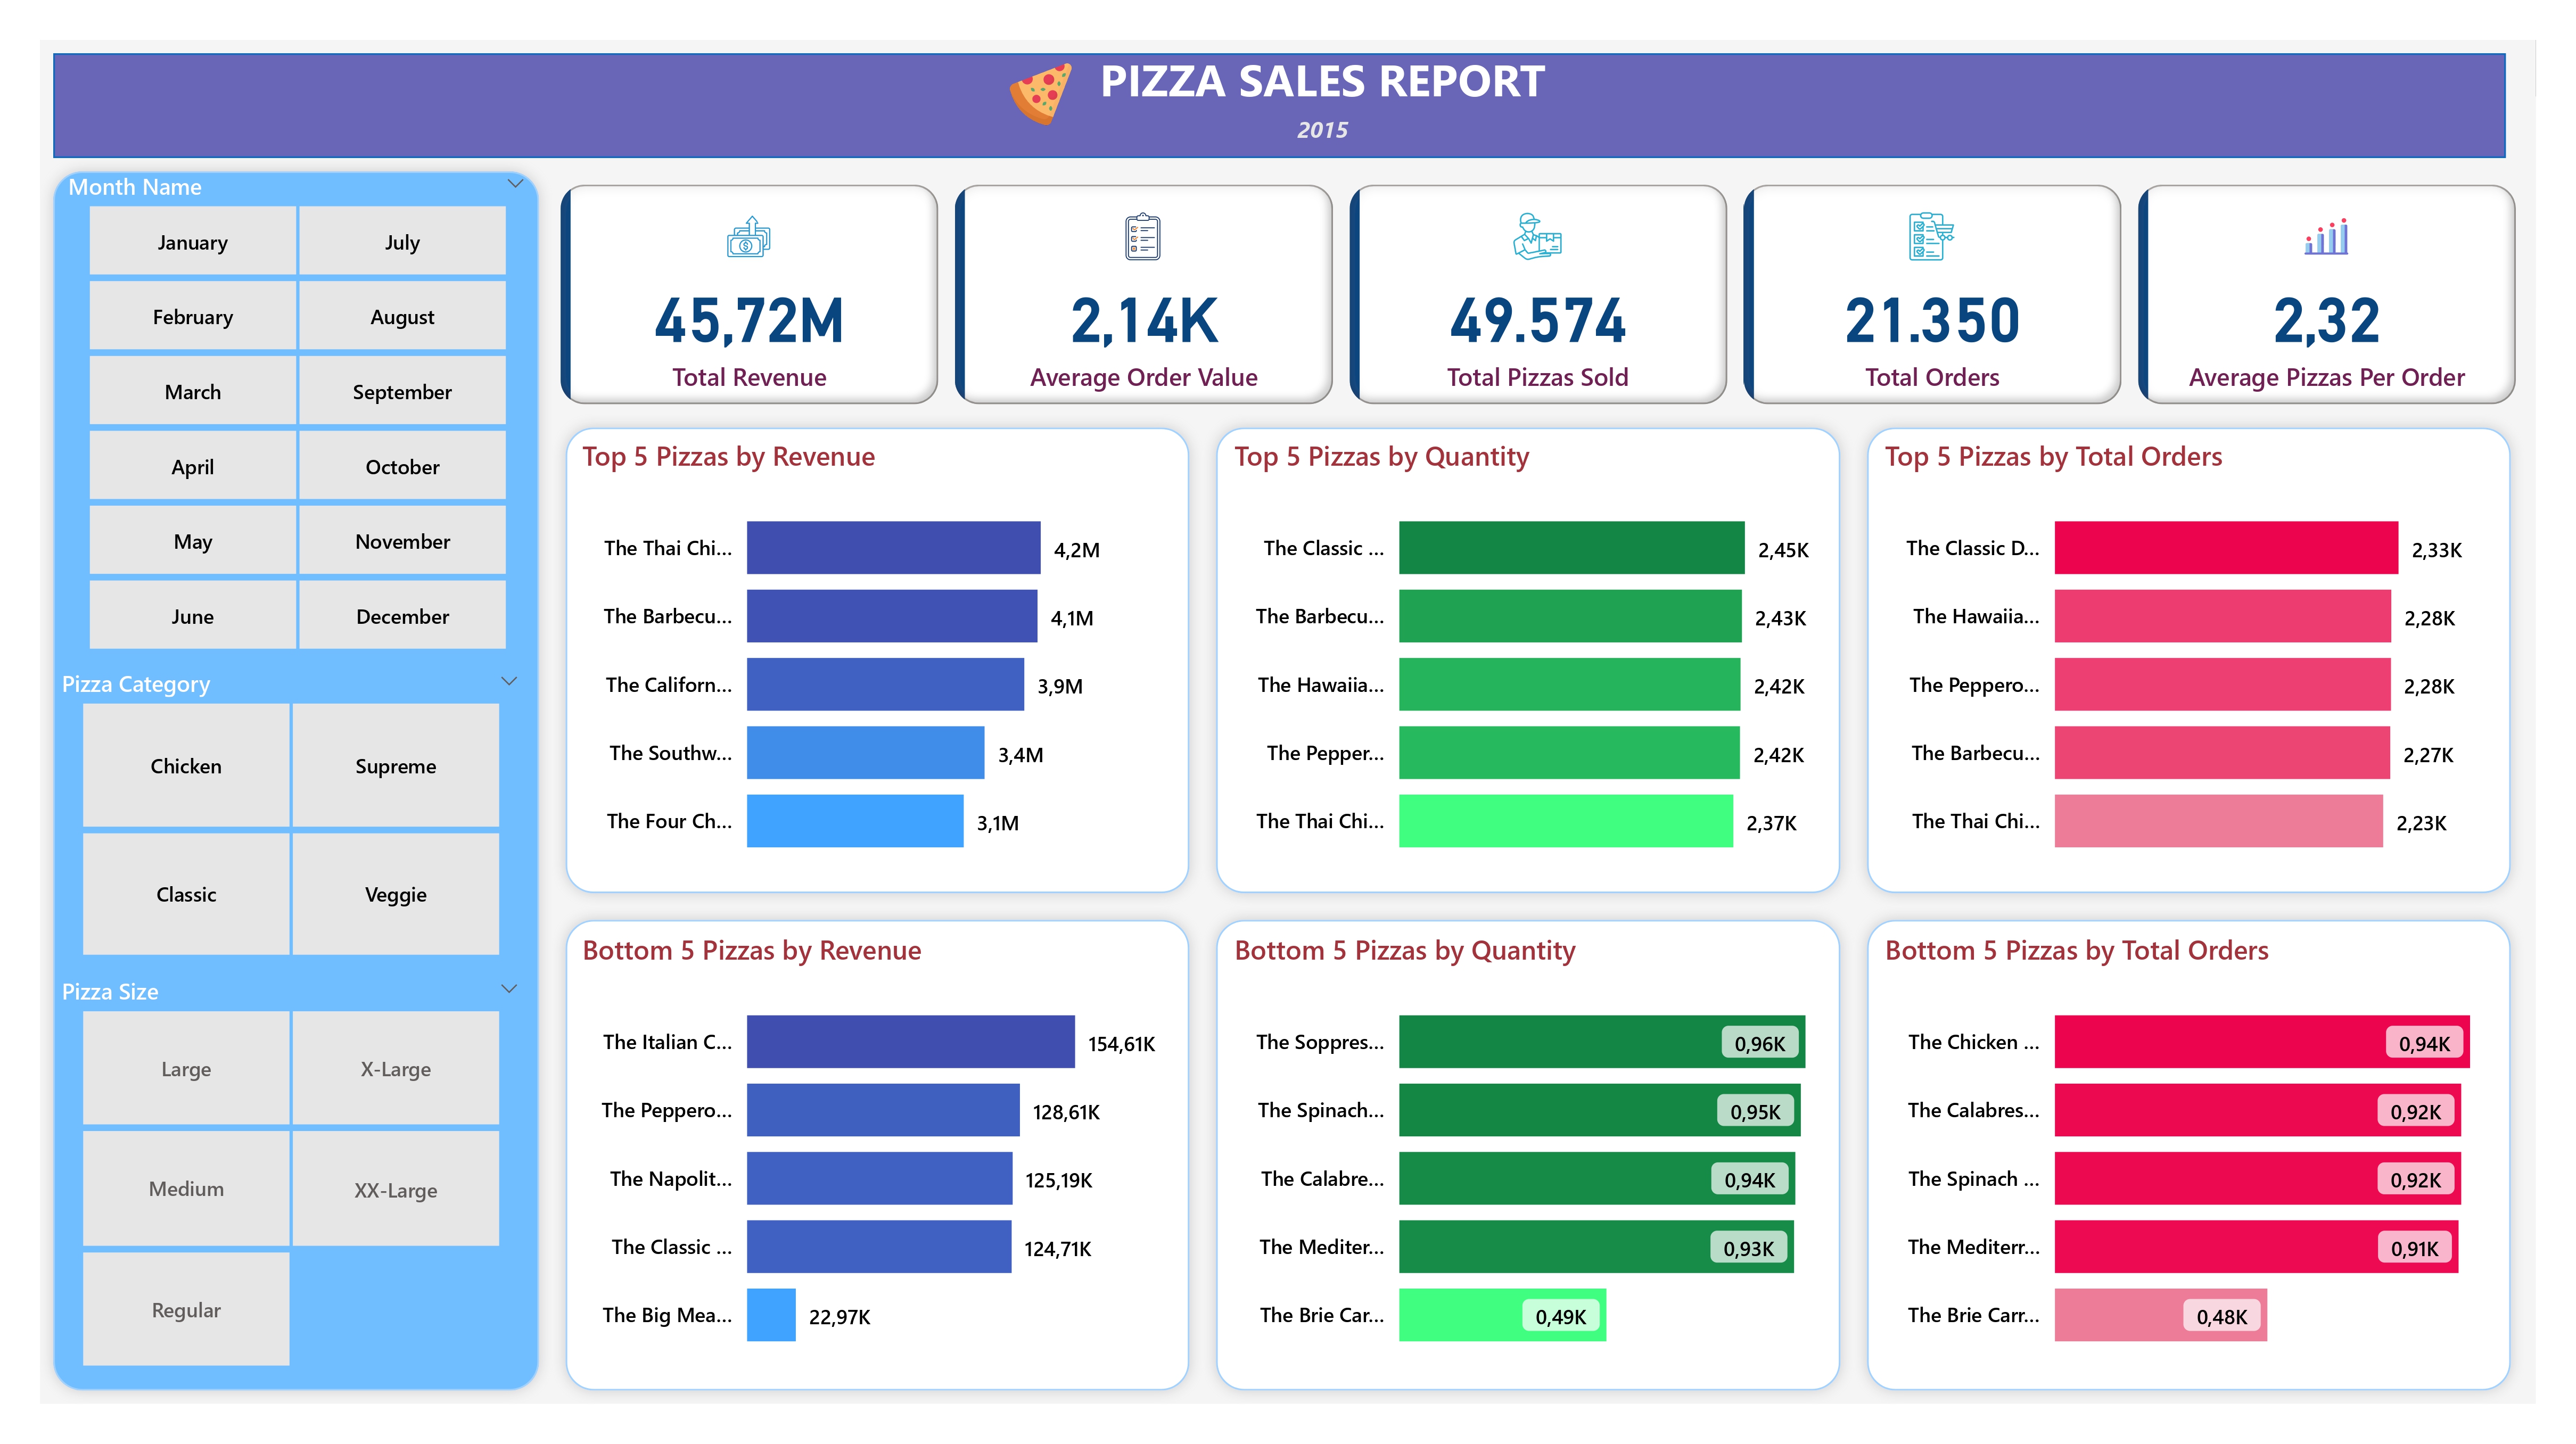 PIZZA SALES REPORT
2015
Month Name
January
July
February
August
March
September
April
October
May
November
June
December
Pizza Category
Chicken
Supreme
Classic
Veggie
Pizza Size
Large
X-Large
Medium
XX-Large
Regular
45,72M
Total Revenue
2,14K
Average Order Value
49.574
Total Pizzas Sold
21.350
Total Orders
2,32
Average Pizzas Per Order
Top 5 Pizzas by Revenue
The Thai Chi... 4,2M
The Barbecu... 4,1M
The Californ... 3,9M
The Southw... 3,4M
The Four Ch... 3,1M
Top 5 Pizzas by Quantity
The Classic ... 2,45K
The Barbecu... 2,43K
The Hawaiia... 2,42K
The Pepper... 2,42K
The Thai Chi... 2,37K
Top 5 Pizzas by Total Orders
The Classic D... 2,33K
The Hawaiia... 2,28K
The Peppero... 2,28K
The Barbecu... 2,27K
The Thai Chi... 2,23K
Bottom 5 Pizzas by Revenue
The Italian C... 154,61K
The Peppero... 128,61K
The Napolit... 125,19K
The Classic ... 124,71K
The Big Mea... 22,97K
Bottom 5 Pizzas by Quantity
The Soppres... 0,96K
The Spinach... 0,95K
The Calabre... 0,94K
The Mediter... 0,93K
The Brie Car... 0,49K
Bottom 5 Pizzas by Total Orders
The Chicken ... 0,94K
The Calabres... 0,92K
The Spinach ... 0,92K
The Mediterr... 0,91K
The Brie Carr... 0,48K